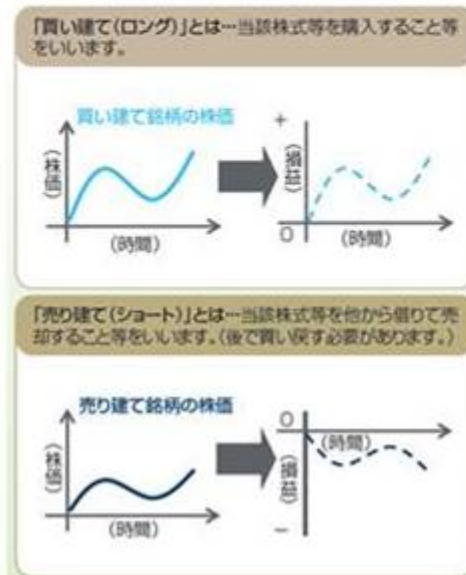 「買い建て(ロング)」とは…当該株式等を購入すること等
をいいます。
買い建て銘柄の株価
(株価)
(時間)
+
(損益)
0
(時間)
「売り建て(ショート)」とは…当該株式等を他から借りて売
却すること等をいいます。(後で買い戻す必要があります。)
売り建て銘柄の株価
(株価)
(時間)
0
(時間)
(損益)
−